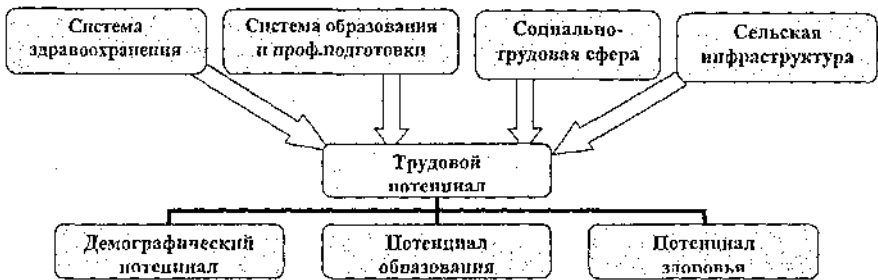 Система
здравоохранения
Система образования
и проф.подготовки
Социально-
трудовая сфера
Сельская
инфраструктура
Трудовой
потенциал
Демографический
потенциал
Потенциал
образования
Потенциал
здоровья